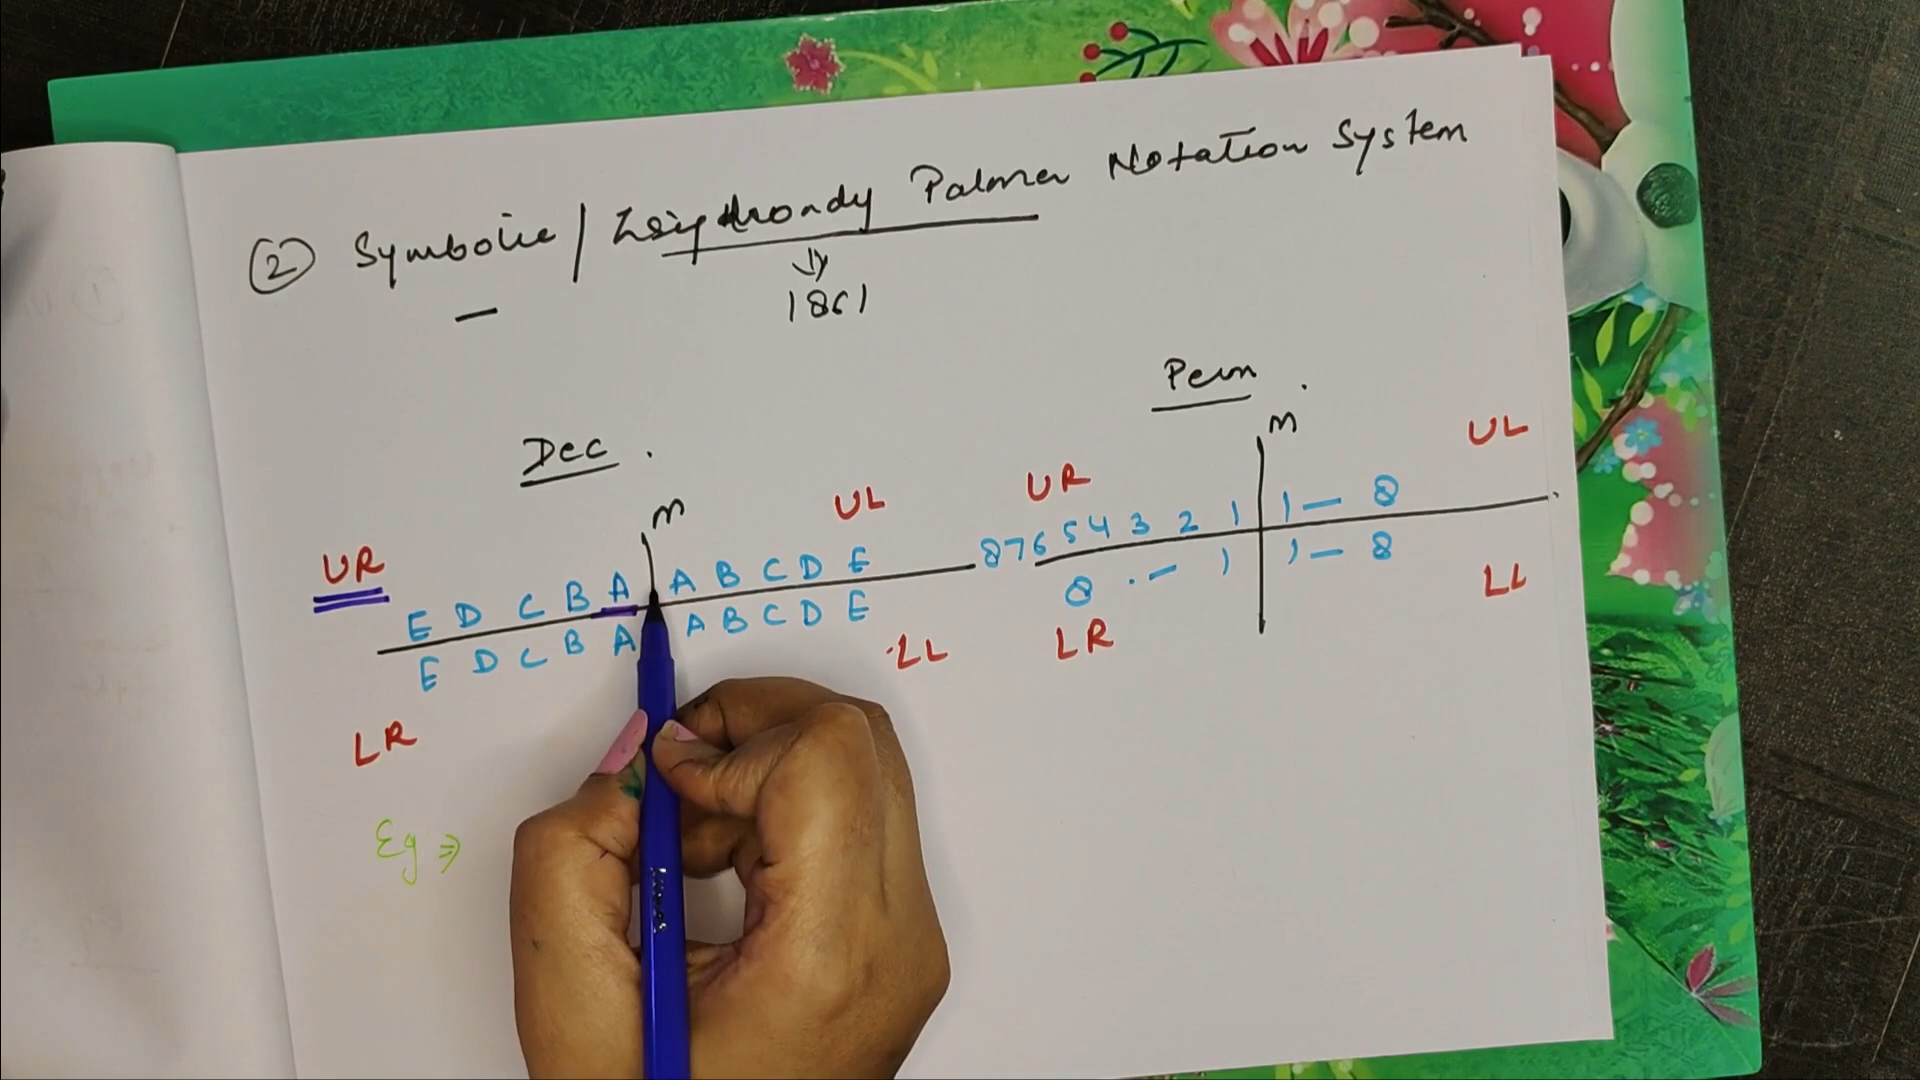 ② Symbolic / Zsigmondy Palmer Notation System
1861
Perm .
Dec .
M
M
UR
UL
UR
UL
E D C B A A B C D E
8 7 6 5 4 3 2 1 1 — 8
E D C B A A B C D E
8 . — 1 1 — 8
LR
LL
LR
LL
Eg ⇒